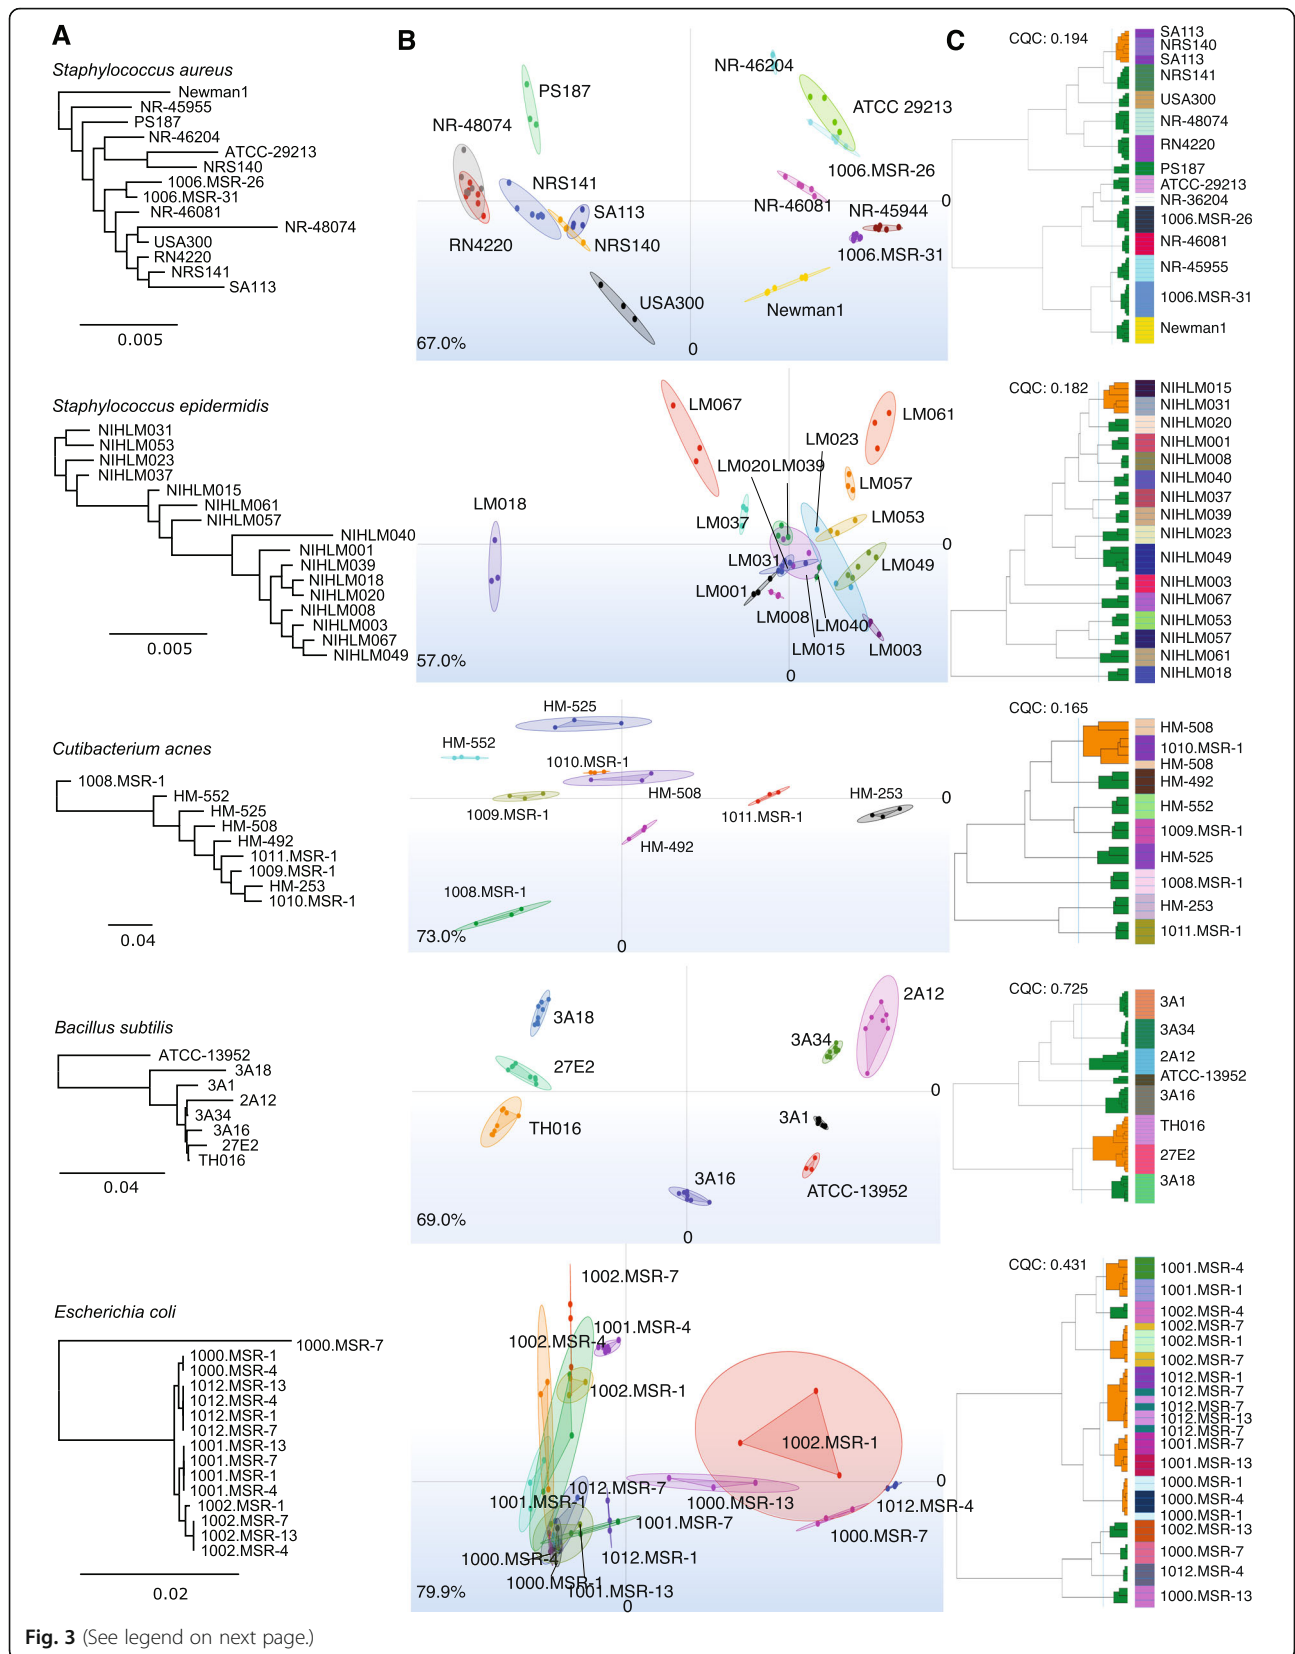 A
B
C
Staphylococcus aureus
Newman1
NR-45955
PS187
NR-46204
ATCC-29213
NRS140
1006.MSR-26
1006.MSR-31
NR-46081
NR-48074
USA300
RN4220
NRS141
SA113
0.005
NR-46204
PS187
ATCC 29213
NR-48074
1006.MSR-26
NRS141
NR-46081
SA113
NR-45944
0
RN4220
NRS140
1006.MSR-31
USA300
Newman1
67.0%
0
CQC: 0.194
SA113
NRS140
SA113
NRS141
USA300
NR-48074
RN4220
PS187
ATCC-29213
NR-36204
1006.MSR-26
NR-46081
NR-45955
1006.MSR-31
Newman1
Staphylococcus epidermidis
NIHLM031
NIHLM053
NIHLM023
NIHLM037
NIHLM015
NIHLM061
NIHLM057
NIHLM040
NIHLM001
NIHLM039
NIHLM018
NIHLM020
NIHLM008
NIHLM003
NIHLM067
NIHLM049
0.005
LM067
LM061
LM023
LM020
LM039
LM057
LM018
LM037
LM053
0
LM031
LM049
LM001
LM008
LM040
LM015
LM003
57.0%
0
CQC: 0.182
NIHLM015
NIHLM031
NIHLM020
NIHLM001
NIHLM008
NIHLM040
NIHLM037
NIHLM039
NIHLM023
NIHLM049
NIHLM003
NIHLM067
NIHLM053
NIHLM057
NIHLM061
NIHLM018
Cutibacterium acnes
1008.MSR-1
HM-552
HM-525
HM-508
HM-492
1011.MSR-1
1009.MSR-1
HM-253
1010.MSR-1
0.04
HM-525
HM-552
1010.MSR-1
HM-508
HM-253
0
1009.MSR-1
1011.MSR-1
HM-492
1008.MSR-1
73.0%
0
CQC: 0.165
HM-508
1010.MSR-1
HM-508
HM-492
HM-552
1009.MSR-1
HM-525
1008.MSR-1
HM-253
1011.MSR-1
Bacillus subtilis
ATCC-13952
3A18
3A1
2A12
3A34
3A16
27E2
TH016
0.04
2A12
3A18
3A34
27E2
0
3A1
TH016
3A16
ATCC-13952
69.0%
0
CQC: 0.725
3A1
3A34
2A12
ATCC-13952
3A16
TH016
27E2
3A18
Escherichia coli
1000.MSR-7
1000.MSR-1
1000.MSR-4
1012.MSR-13
1012.MSR-4
1012.MSR-1
1012.MSR-7
1001.MSR-13
1001.MSR-7
1001.MSR-1
1001.MSR-4
1002.MSR-1
1002.MSR-7
1002.MSR-13
1002.MSR-4
0.02
1002.MSR-7
1001.MSR-4
1002.MSR-4
1002.MSR-1
1002.MSR-1
0
1012.MSR-7
1001.MSR-1
1000.MSR-13
1012.MSR-4
1001.MSR-7
1000.MSR-7
1000.MSR-4
1012.MSR-1
1000.MSR-1
1001.MSR-13
79.9%
0
CQC: 0.431
1001.MSR-4
1001.MSR-1
1002.MSR-4
1002.MSR-7
1002.MSR-1
1002.MSR-7
1012.MSR-1
1012.MSR-7
1012.MSR-7
1012.MSR-13
1012.MSR-7
1001.MSR-7
1001.MSR-13
1000.MSR-1
1000.MSR-4
1000.MSR-1
1002.MSR-13
1000.MSR-7
1012.MSR-4
1000.MSR-13
Fig. 3 (See legend on next page.)